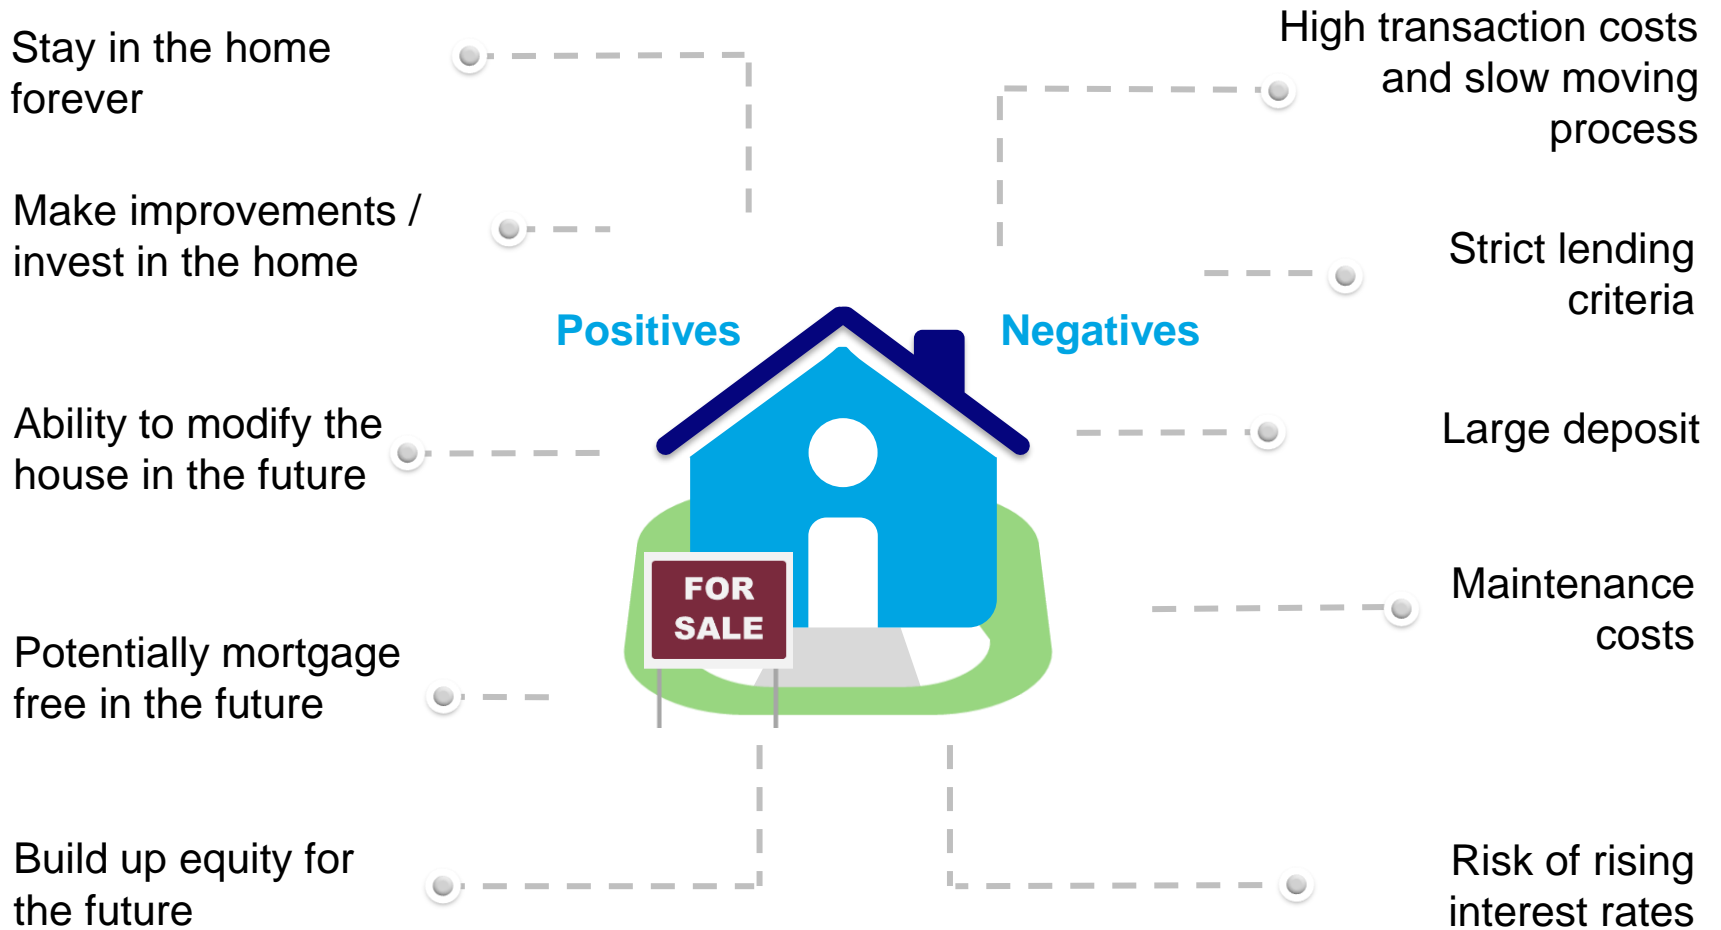 Stay in the home
forever
Make improvements /
invest in the home
Ability to modify the
house in the future
Potentially mortgage
free in the future
Build up equity for
the future
Positives
Negatives
FOR
SALE
High transaction costs
and slow moving
process
Strict lending
criteria
Large deposit
Maintenance
costs
Risk of rising
interest rates